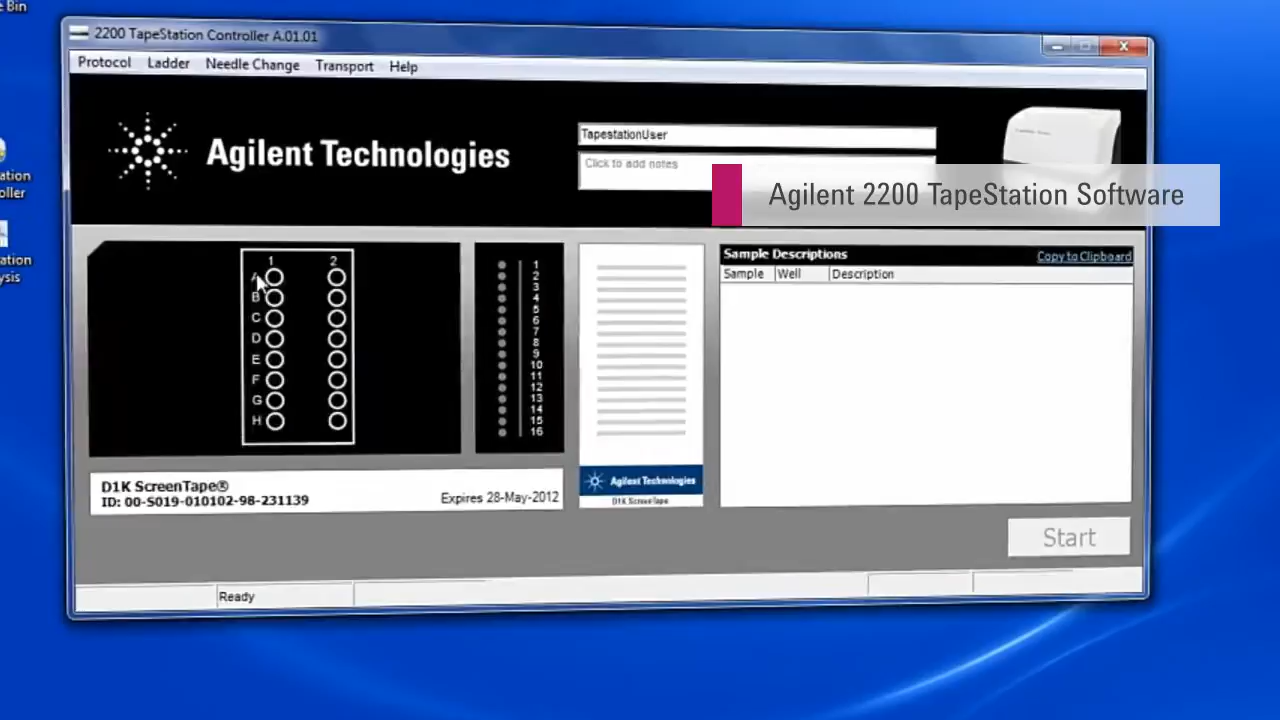 e Bin
2200 TapeStation Controller A.01.01
Protocol Ladder Needle Change Transport Help
Agilent Technologies
TapestationUser
Click to add notes
Agilent 2200 TapeStation Software
ation
oller
ation
ysis
1 2
A
B
C
D
E
F
G
H
1
2
3
4
5
6
7
8
9
10
11
12
13
14
15
16
Agilent Technologies
D1K ScreenTape
Sample Descriptions Copy to Clipboard
Sample Well Description
D1K ScreenTape®
ID: 00-S019-010102-98-231139 Expires 28-May-2012
Start
Ready